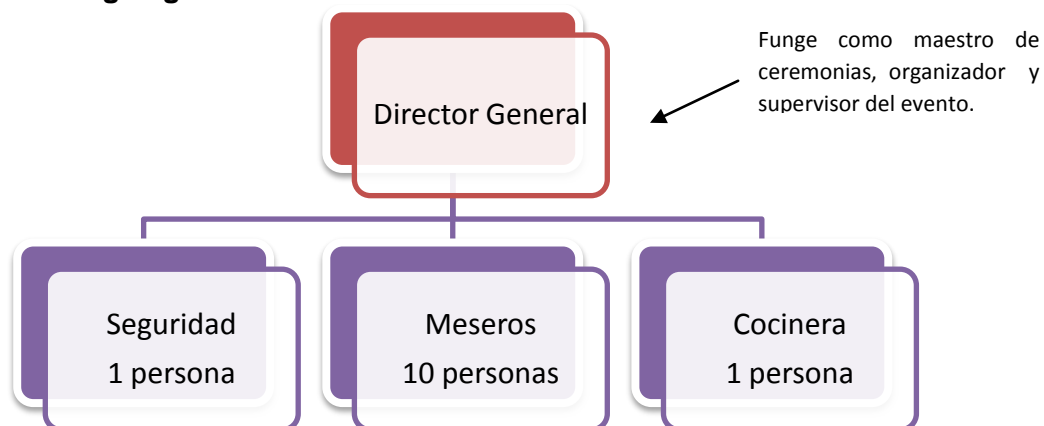 Director General
Funge como maestro de
ceremonias, organizador y
supervisor del evento.
Seguridad
1 persona
Meseros
10 personas
Cocinera
1 persona